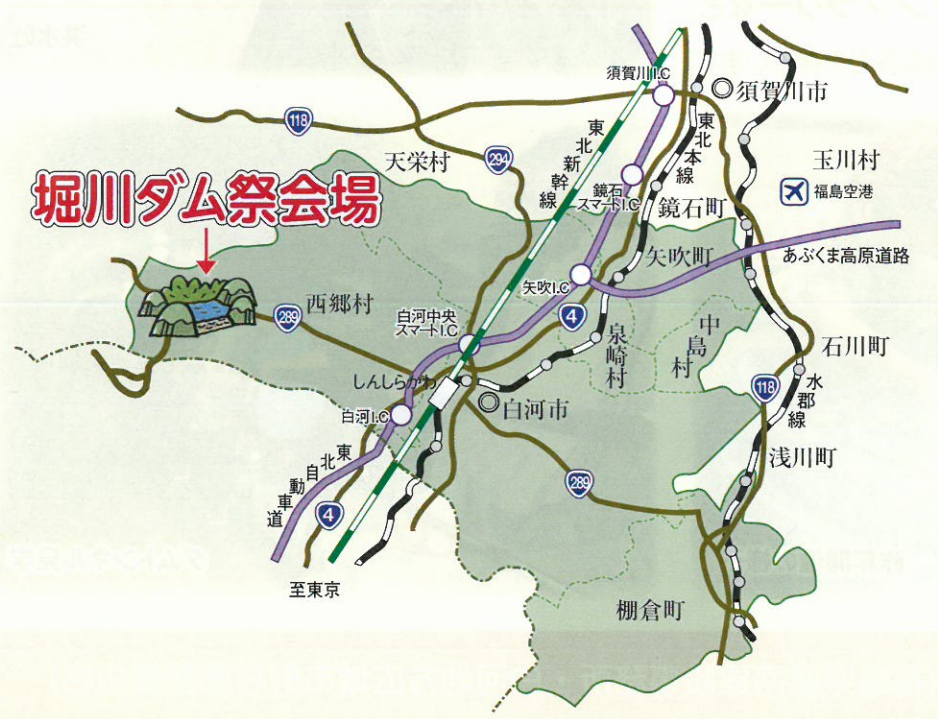 須賀川I.C
須賀川市
118
東北新幹線
東北本線
天栄村
294
玉川村
福島空港
鏡石
スマートI.C
鏡石町
堀川ダム祭会場
矢吹町
あぶくま高原道路
矢吹I.C
西郷村
289
白河中央
スマートI.C
4
泉崎村
中島村
石川町
しんしらかわ
118
水郡線
白河I.C
白河市
浅川町
東北自動車道
289
4
至東京
棚倉町